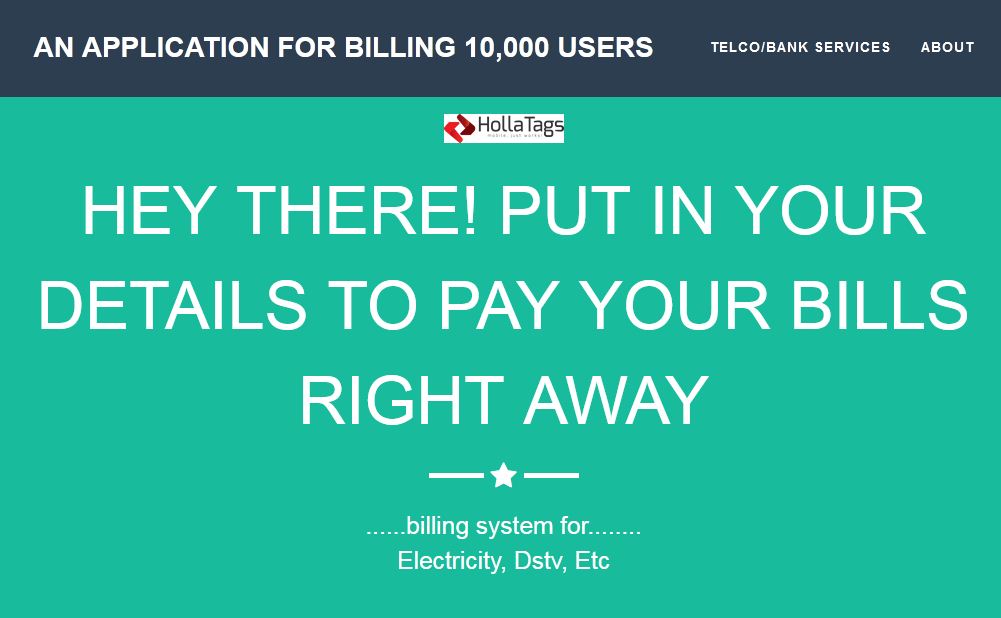 AN APPLICATION FOR BILLING 10,000 USERS
TELCO/BANK SERVICES
ABOUT
HollaTags
mobile. just works.
HEY THERE! PUT IN YOUR
DETAILS TO PAY YOUR BILLS
RIGHT AWAY
......billing system for........
Electricity, Dstv, Etc